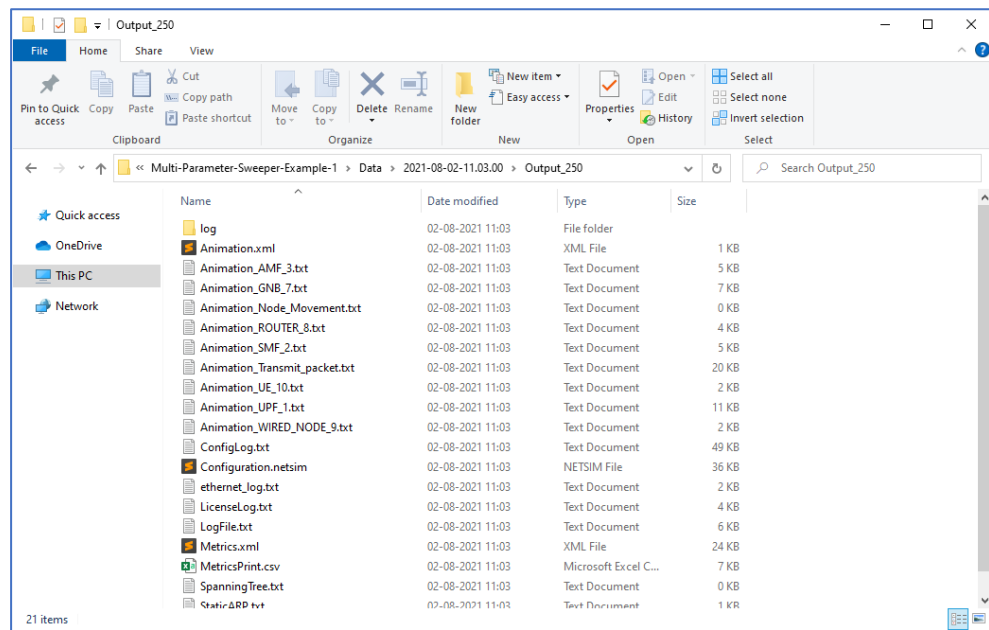 Output_250
File Home Share View
Pin to Quick access
Copy
Paste
Cut
Copy path
Paste shortcut
Clipboard
Move to
Copy to
Delete
Rename
Organize
New folder
New item
Easy access
New
Properties
Open
Edit
History
Open
Select all
Select none
Invert selection
Select
« Multi-Parameter-Sweeper-Example-1 > Data > 2021-08-02-11.03.00 > Output_250
Search Output_250
Quick access
OneDrive
This PC
Network
Name Date modified Type Size
log 02-08-2021 11:03 File folder
Animation.xml 02-08-2021 11:03 XML File 1 KB
Animation_AMF_3.txt 02-08-2021 11:03 Text Document 5 KB
Animation_GNB_7.txt 02-08-2021 11:03 Text Document 7 KB
Animation_Node_Movement.txt 02-08-2021 11:03 Text Document 0 KB
Animation_ROUTER_8.txt 02-08-2021 11:03 Text Document 4 KB
Animation_SMF_2.txt 02-08-2021 11:03 Text Document 5 KB
Animation_Transmit_packet.txt 02-08-2021 11:03 Text Document 20 KB
Animation_UE_10.txt 02-08-2021 11:03 Text Document 2 KB
Animation_UPF_1.txt 02-08-2021 11:03 Text Document 11 KB
Animation_WIRED_NODE_9.txt 02-08-2021 11:03 Text Document 2 KB
ConfigLog.txt 02-08-2021 11:03 Text Document 49 KB
Configuration.netsim 02-08-2021 11:03 NETSIM File 36 KB
ethernet_log.txt 02-08-2021 11:03 Text Document 2 KB
LicenseLog.txt 02-08-2021 11:03 Text Document 4 KB
LogFile.txt 02-08-2021 11:03 Text Document 6 KB
Metrics.xml 02-08-2021 11:03 XML File 24 KB
MetricsPrint.csv 02-08-2021 11:03 Microsoft Excel C... 7 KB
SpanningTree.txt 02-08-2021 11:03 Text Document 0 KB
StaticARP.txt 02-08-2021 11:03 Text Document 1 KB
21 items